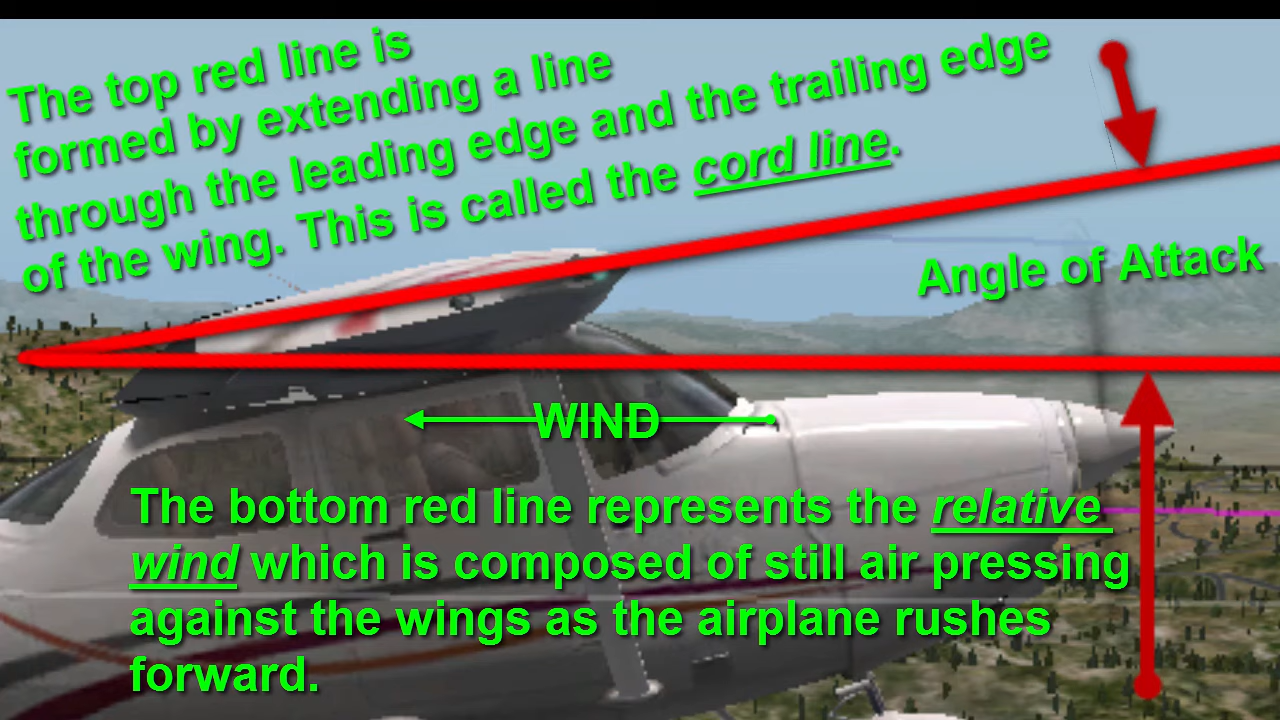 The top red line is
formed by extending a line
through the leading edge and the trailing edge
of the wing. This is called the cord line.
Angle of Attack
WIND
The bottom red line represents the relative
wind which is composed of still air pressing
against the wings as the airplane rushes
forward.